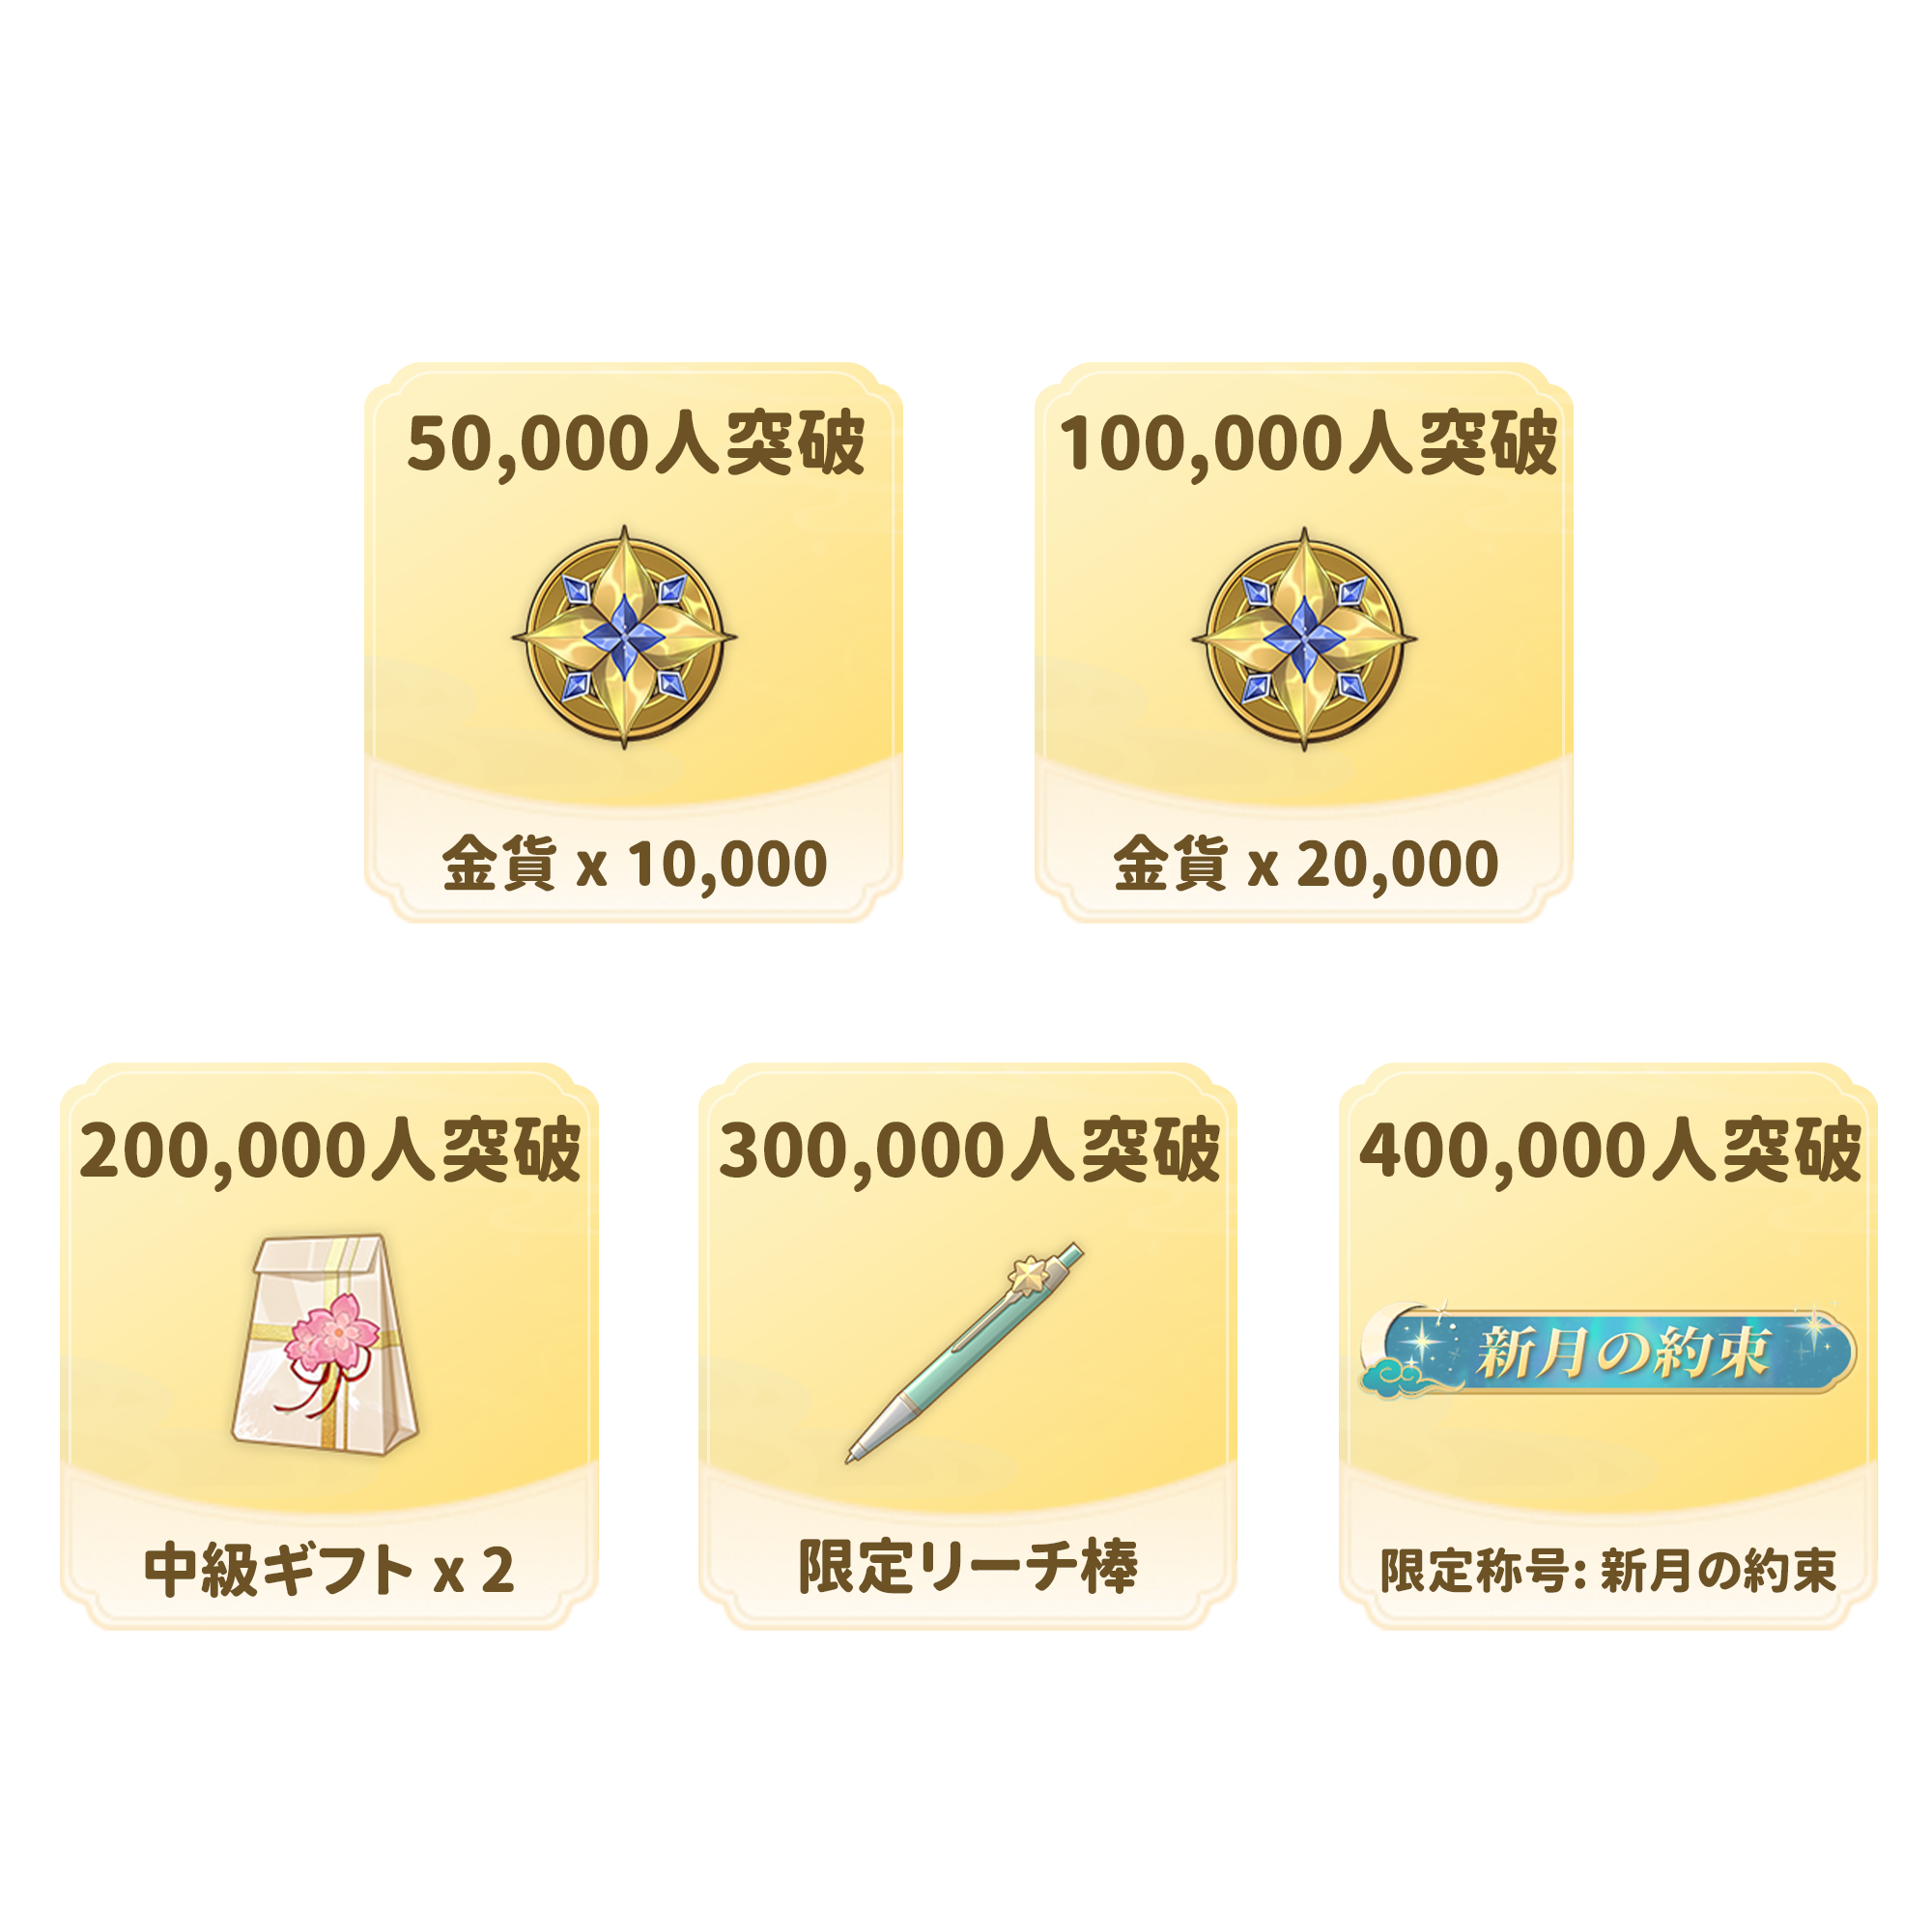 50,000人突破
金貨 x 10,000
100,000人突破
金貨 x 20,000
200,000人突破
中級ギフト x 2
300,000人突破
限定リーチ棒
400,000人突破
新月の約束
限定称号: 新月の約束